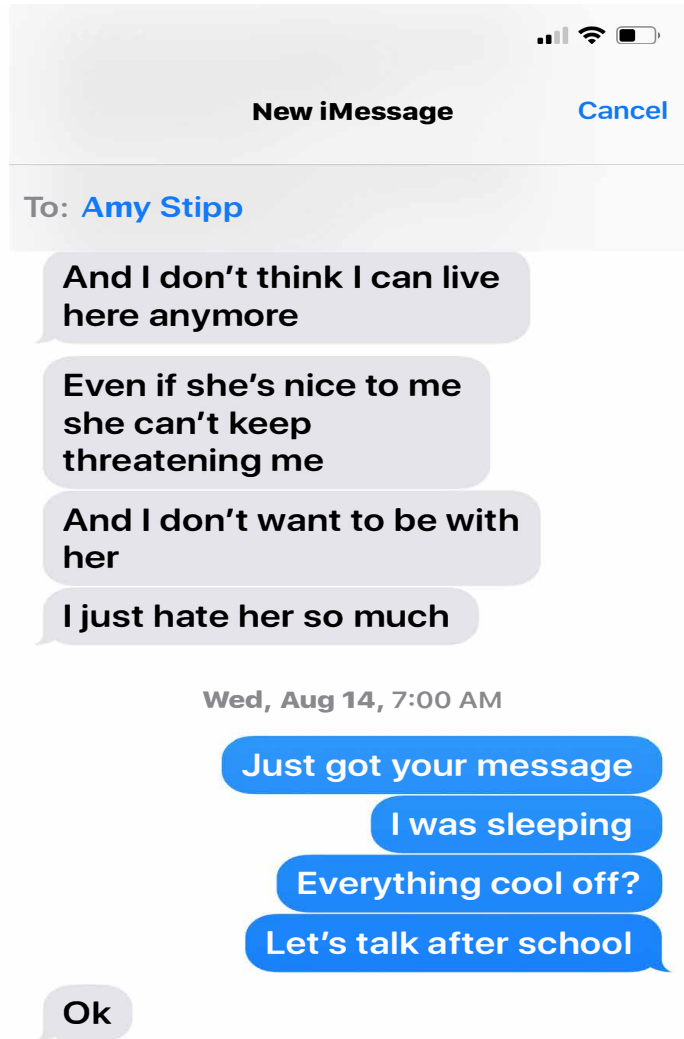 New iMessage Cancel
To: Amy Stipp
And I don’t think I can live
here anymore
Even if she’s nice to me
she can’t keep
threatening me
And I don’t want to be with
her
I just hate her so much
Wed, Aug 14, 7:00 AM
Just got your message
I was sleeping
Everything cool off?
Let’s talk after school
Ok